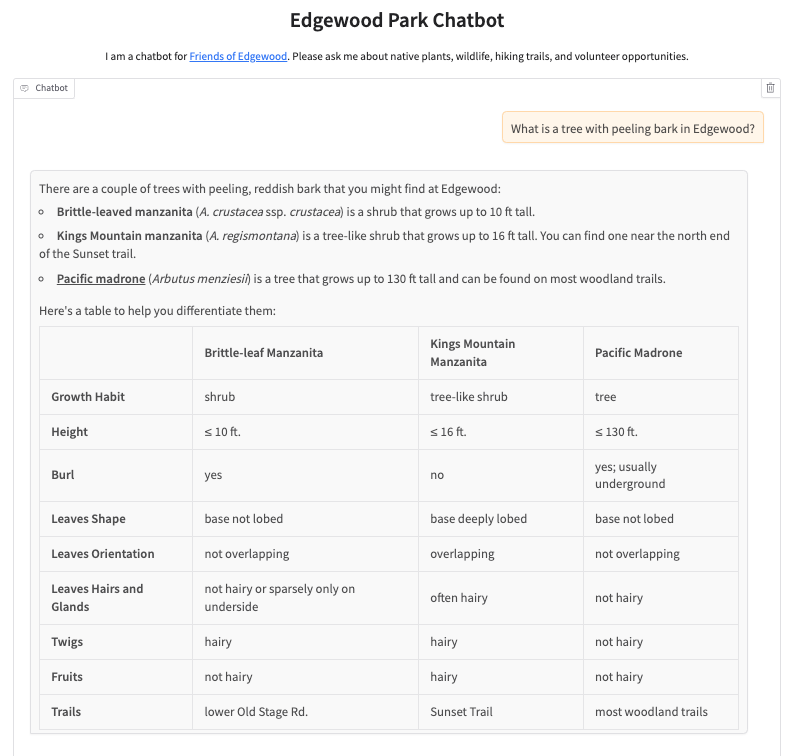 Edgewood Park Chatbot
I am a chatbot for Friends of Edgewood. Please ask me about native plants, wildlife, hiking trails, and volunteer opportunities.
Chatbot
What is a tree with peeling bark in Edgewood?
There are a couple of trees with peeling, reddish bark that you might find at Edgewood:
Brittle-leaved manzanita (A. crustacea ssp. crustacea) is a shrub that grows up to 10 ft tall.
Kings Mountain manzanita (A. regismontana) is a tree-like shrub that grows up to 16 ft tall. You can find one near the north end
of the Sunset trail.
Pacific madrone (Arbutus menziesii) is a tree that grows up to 130 ft tall and can be found on most woodland trails.
Here's a table to help you differentiate them:
Brittle-leaf Manzanita Kings Mountain Manzanita Pacific Madrone
Growth Habit shrub tree-like shrub tree
Height ≤ 10 ft. ≤ 16 ft. ≤ 130 ft.
Burl yes no yes; usually underground
Leaves Shape base not lobed base deeply lobed base not lobed
Leaves Orientation not overlapping overlapping not overlapping
Leaves Hairs and Glands not hairy or sparsely only on underside often hairy not hairy
Twigs hairy hairy not hairy
Fruits not hairy hairy not hairy
Trails lower Old Stage Rd. Sunset Trail most woodland trails